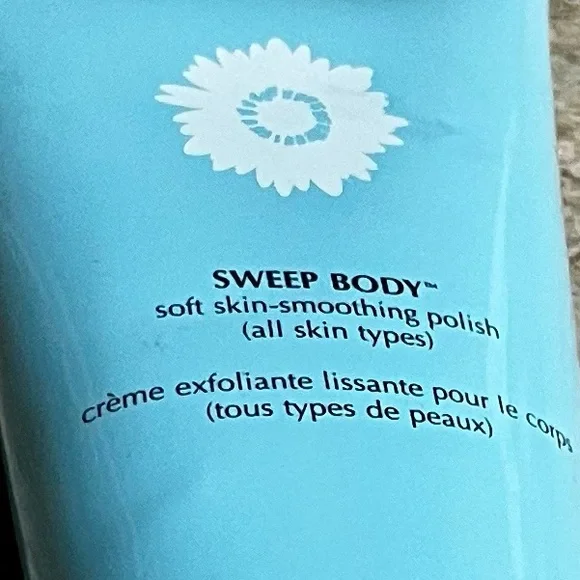 SWEEP BODY™
soft skin-smoothing polish
(all skin types)
crème exfoliante lissante pour le corps
(tous types de peaux)